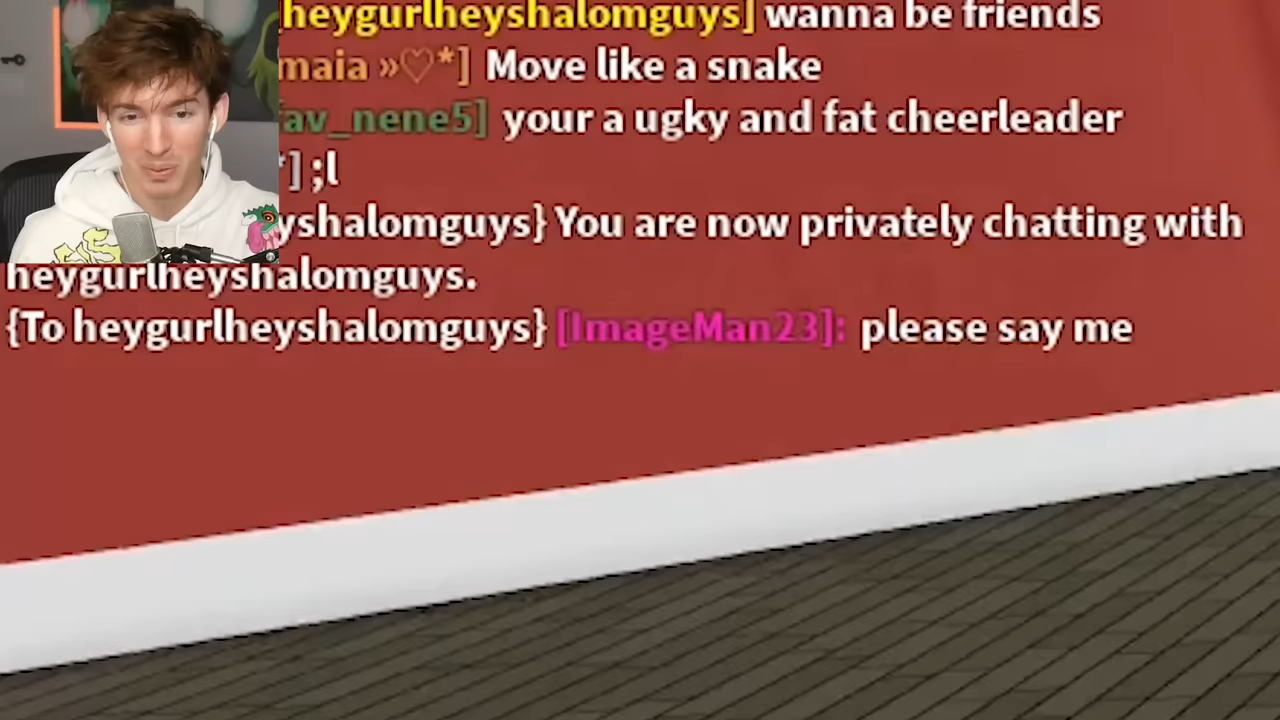 [heygurlheyshalomguys] wanna be friends
maia »♡*] Move like a snake
fav_nene5] your a ugky and fat cheerleader
*] ;l
yshalomguys} You are now privately chatting with
heygurlheyshalomguys.
{To heygurlheyshalomguys} [ImageMan23]: please say me